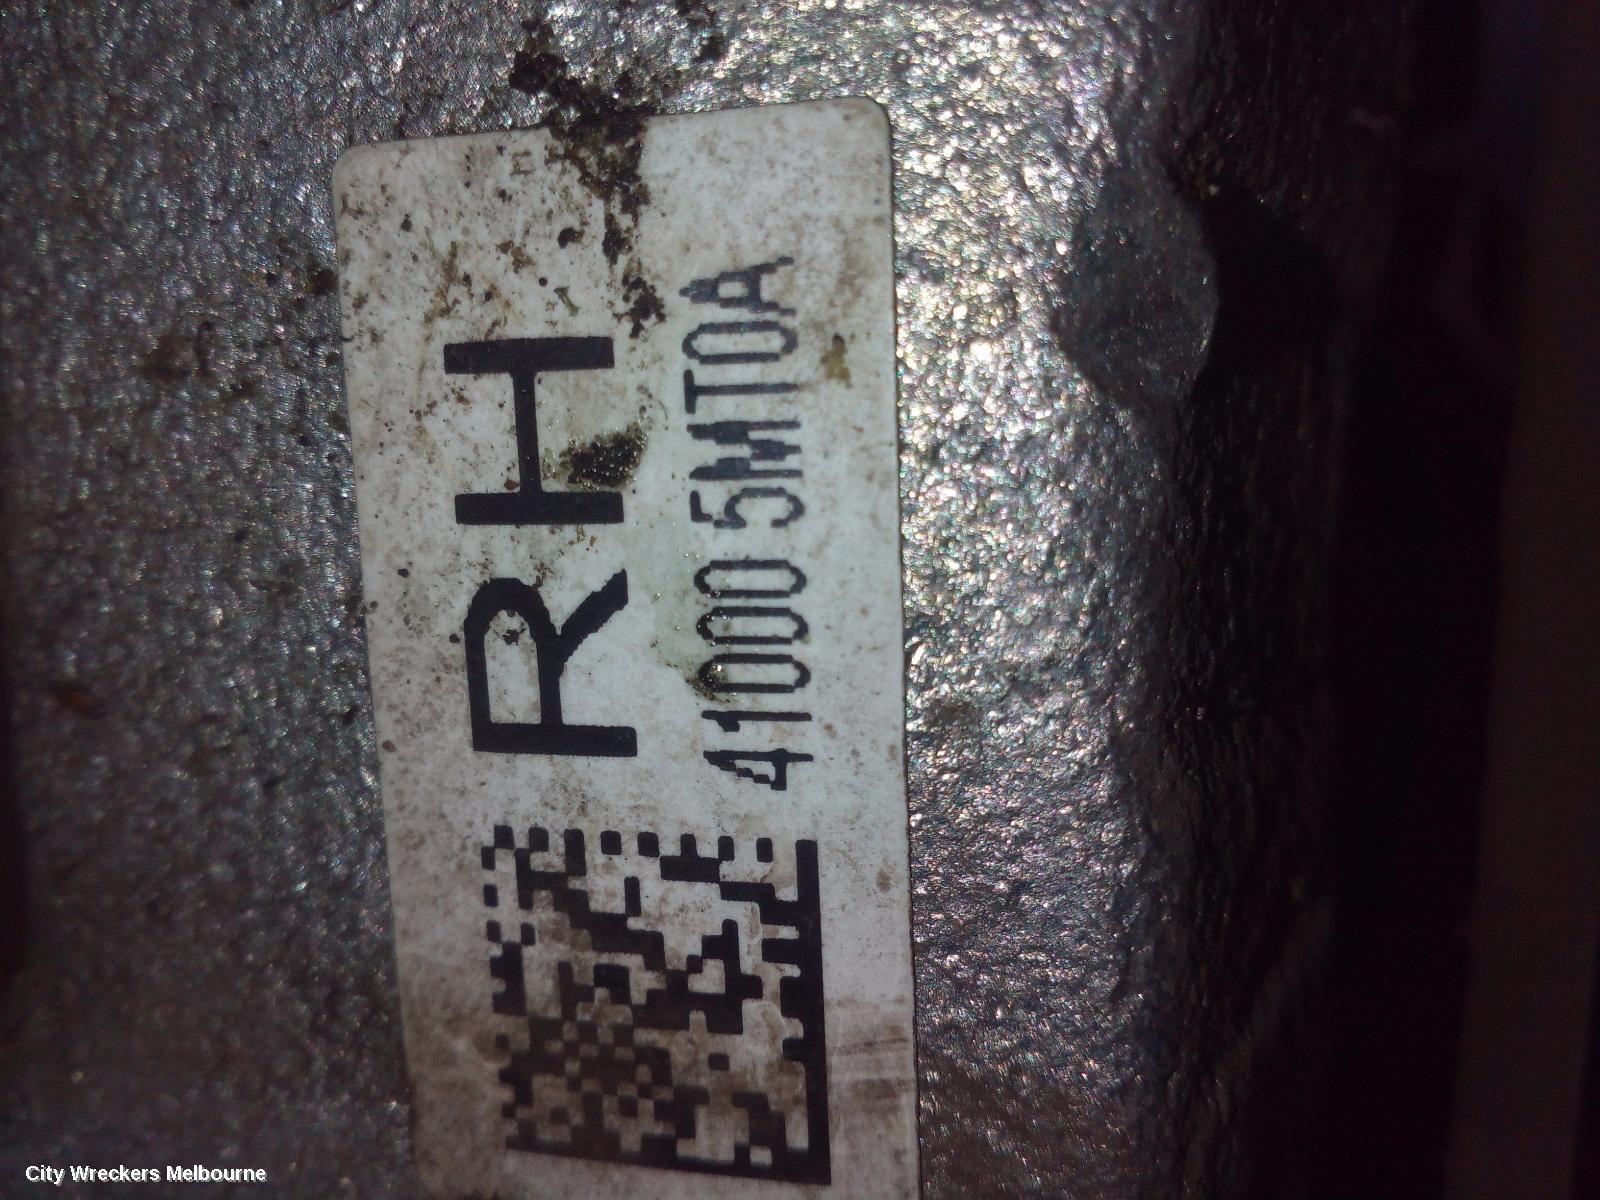 RH
41000 5MT0A
City Wreckers Melbourne